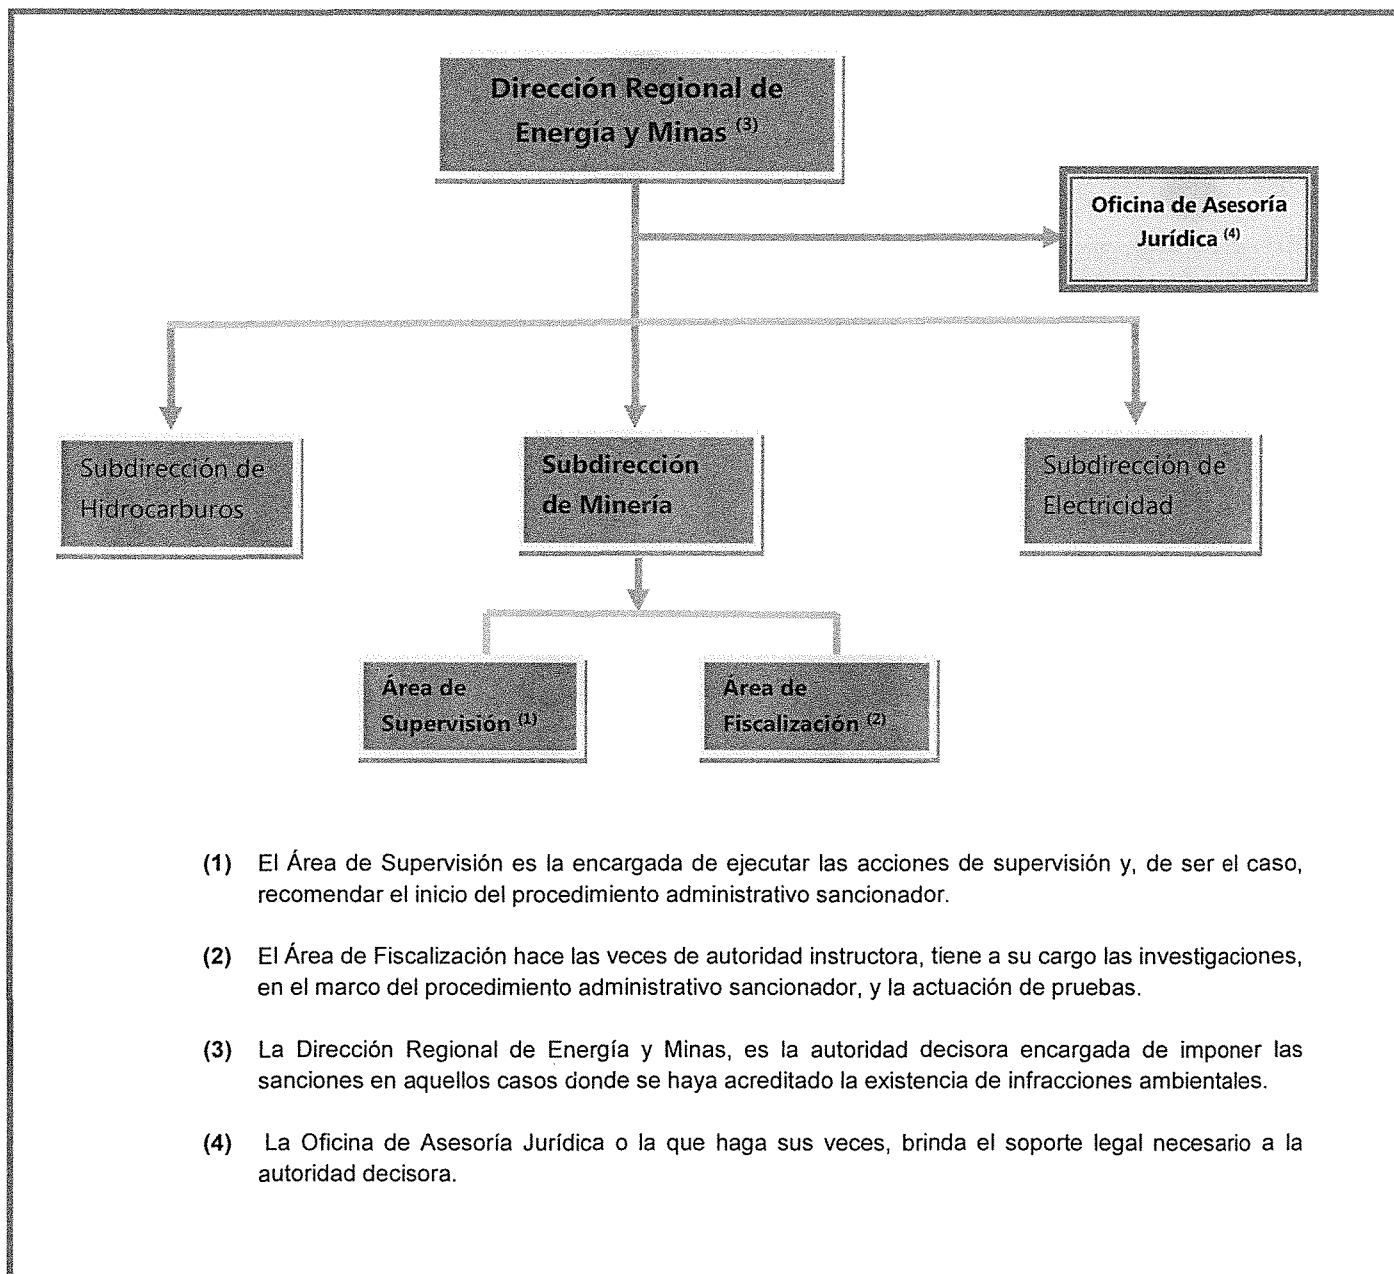 Dirección Regional de
Energía y Minas (3)
Oficina de Asesoría
Jurídica (4)
Subdirección de
Hidrocarburos
Subdirección
de Minería
Subdirección de
Electricidad
Área de
Supervisión (1)
Área de
Fiscalización (2)
(1) El Área de Supervisión es la encargada de ejecutar las acciones de supervisión y, de ser el caso,
recomendar el inicio del procedimiento administrativo sancionador.
(2) El Área de Fiscalización hace las veces de autoridad instructora, tiene a su cargo las investigaciones,
en el marco del procedimiento administrativo sancionador, y la actuación de pruebas.
(3) La Dirección Regional de Energía y Minas, es la autoridad decisora encargada de imponer las
sanciones en aquellos casos donde se haya acreditado la existencia de infracciones ambientales.
(4) La Oficina de Asesoría Jurídica o la que haga sus veces, brinda el soporte legal necesario a la
autoridad decisora.